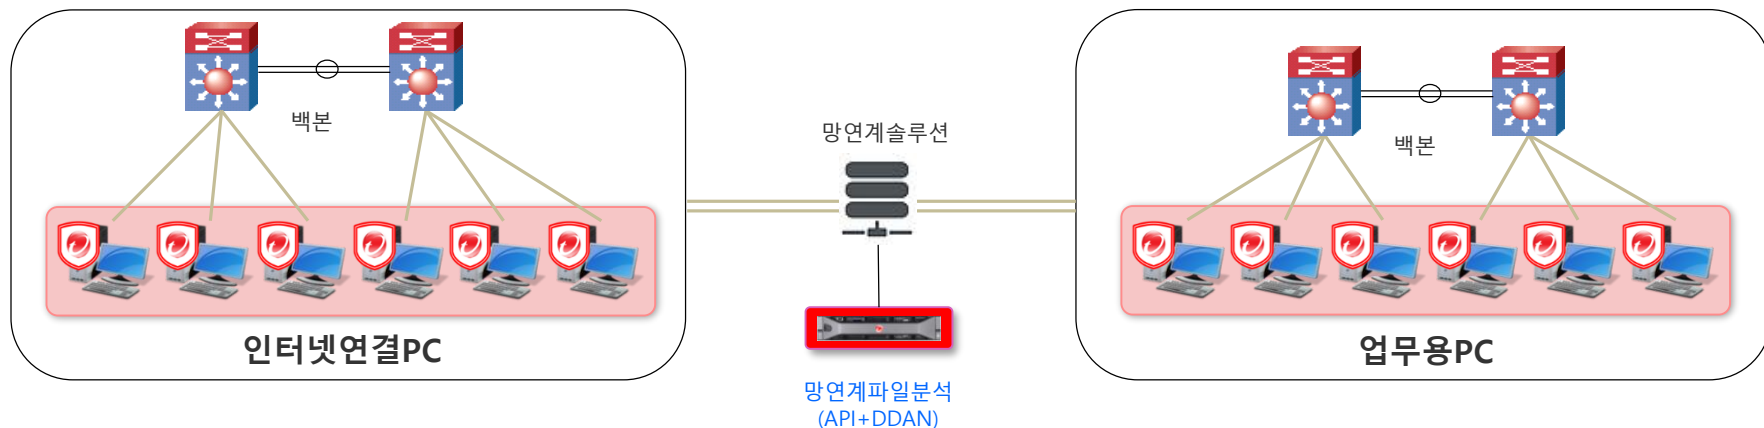 백본
망연계솔루션
백본
인터넷연결PC
업무용PC
망연계파일분석
(API+DDAN)